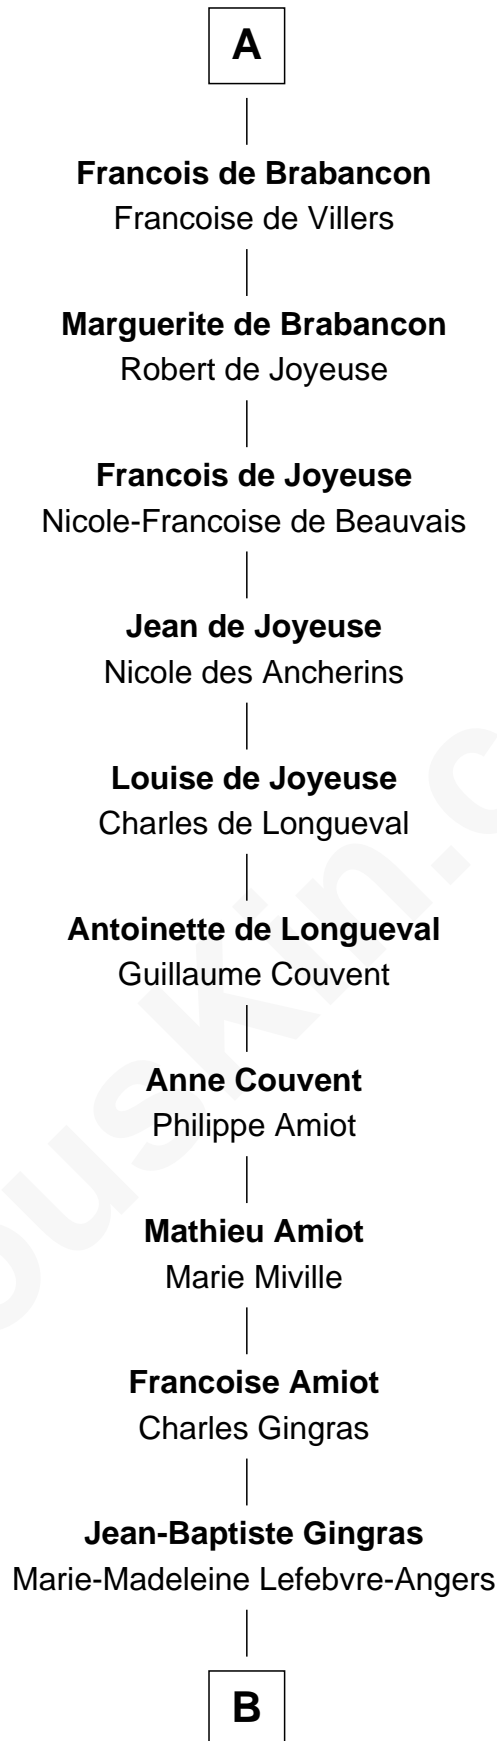 A
Francois de Brabancon
Francoise de Villers
Marguerite de Brabancon
Robert de Joyeuse
Francois de Joyeuse
Nicole-Francoise de Beauvais
Jean de Joyeuse
Nicole des Ancherins
Louise de Joyeuse
Charles de Longueval
Antoinette de Longueval
Guillaume Couvent
Anne Couvent
Philippe Amiot
Mathieu Amiot
Marie Miville
Francoise Amiot
Charles Gingras
Jean-Baptiste Gingras
Marie-Madeleine Lefebvre-Angers
B